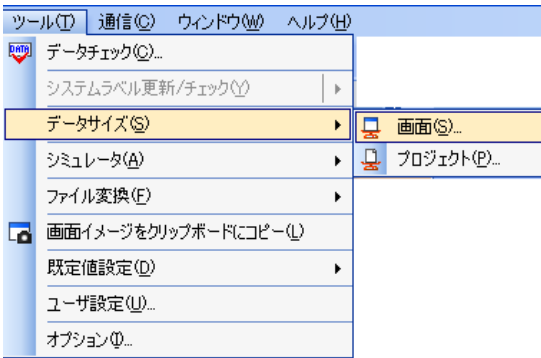 ツール(T) 通信(C) ウィンドウ(W) ヘルプ(H)
DATA データチェック(C)...
システムラベル更新/チェック(Y)
データサイズ(S)
画面(S)...
シミュレータ(A)
プロジェクト(P)...
ファイル変換(F)
画面イメージをクリップボードにコピー(L)
既定値設定(D)
ユーザ設定(U)...
オプション(I)...